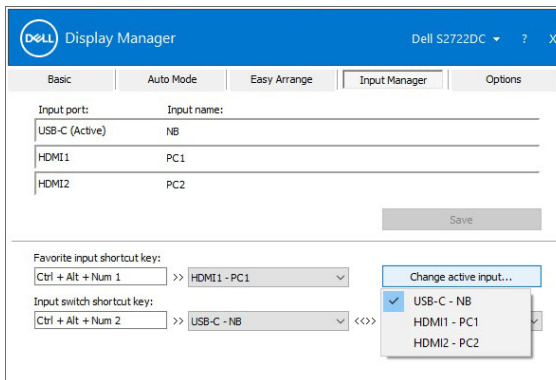 DELL Display Manager Dell S2722DC ? X
Basic Auto Mode Easy Arrange Input Manager Options
Input port: Input name:
USB-C (Active) NB
HDMI1 PC1
HDMI2 PC2
Save
Favorite input shortcut key:
Ctrl + Alt + Num 1 >> HDMI1 - PC1 Change active input...
Input switch shortcut key:
Ctrl + Alt + Num 2 >> USB-C - NB <<>>
USB-C - NB
HDMI1 - PC1
HDMI2 - PC2